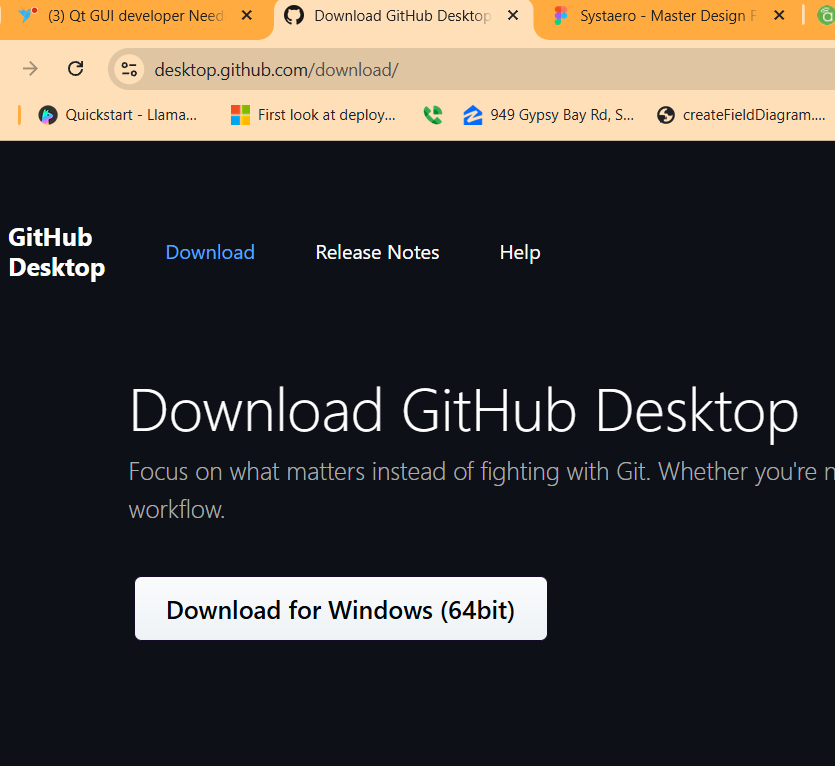 (3) Qt GUI developer Need
Download GitHub Desktop
Systaero - Master Design F
desktop.github.com/download/
Quickstart - Llama...
First look at deploy...
949 Gypsy Bay Rd, S...
createFieldDiagram....
GitHub
Desktop
Download
Release Notes
Help
Download GitHub Desktop
Focus on what matters instead of fighting with Git. Whether you're n
workflow.
Download for Windows (64bit)